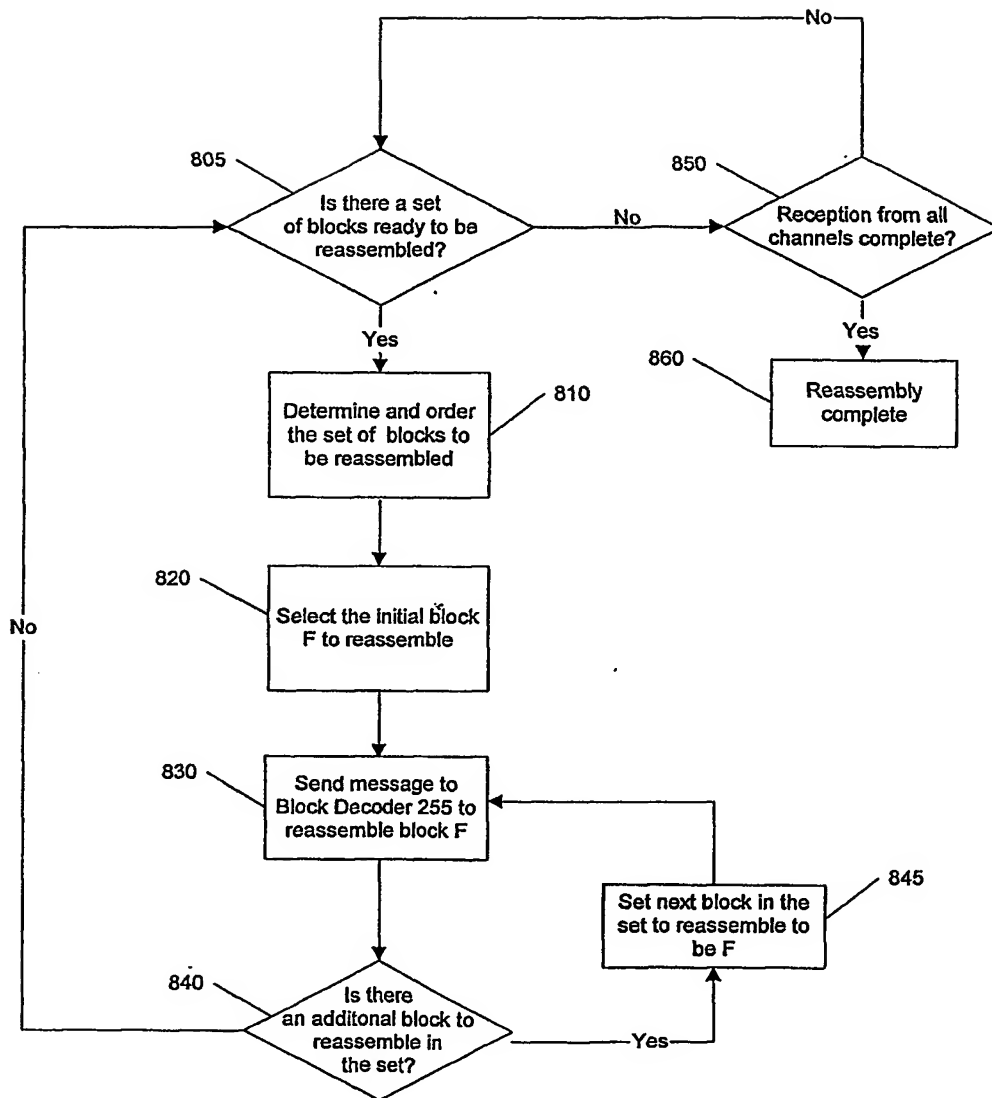 No
805
850
Is there a set
of blocks ready to be
reassembled?
No
Reception from all
channels complete?
Yes
Yes
860
810
Determine and order
the set of blocks to
be reassembled
Reassembly
complete
820
Select the initial block
F to reassemble
No
830
Send message to
Block Decoder 255 to
reassemble block F
845
Set next block in the
set to reassemble to
be F
840
Is there
an additonal block to
reassemble in
the set?
Yes